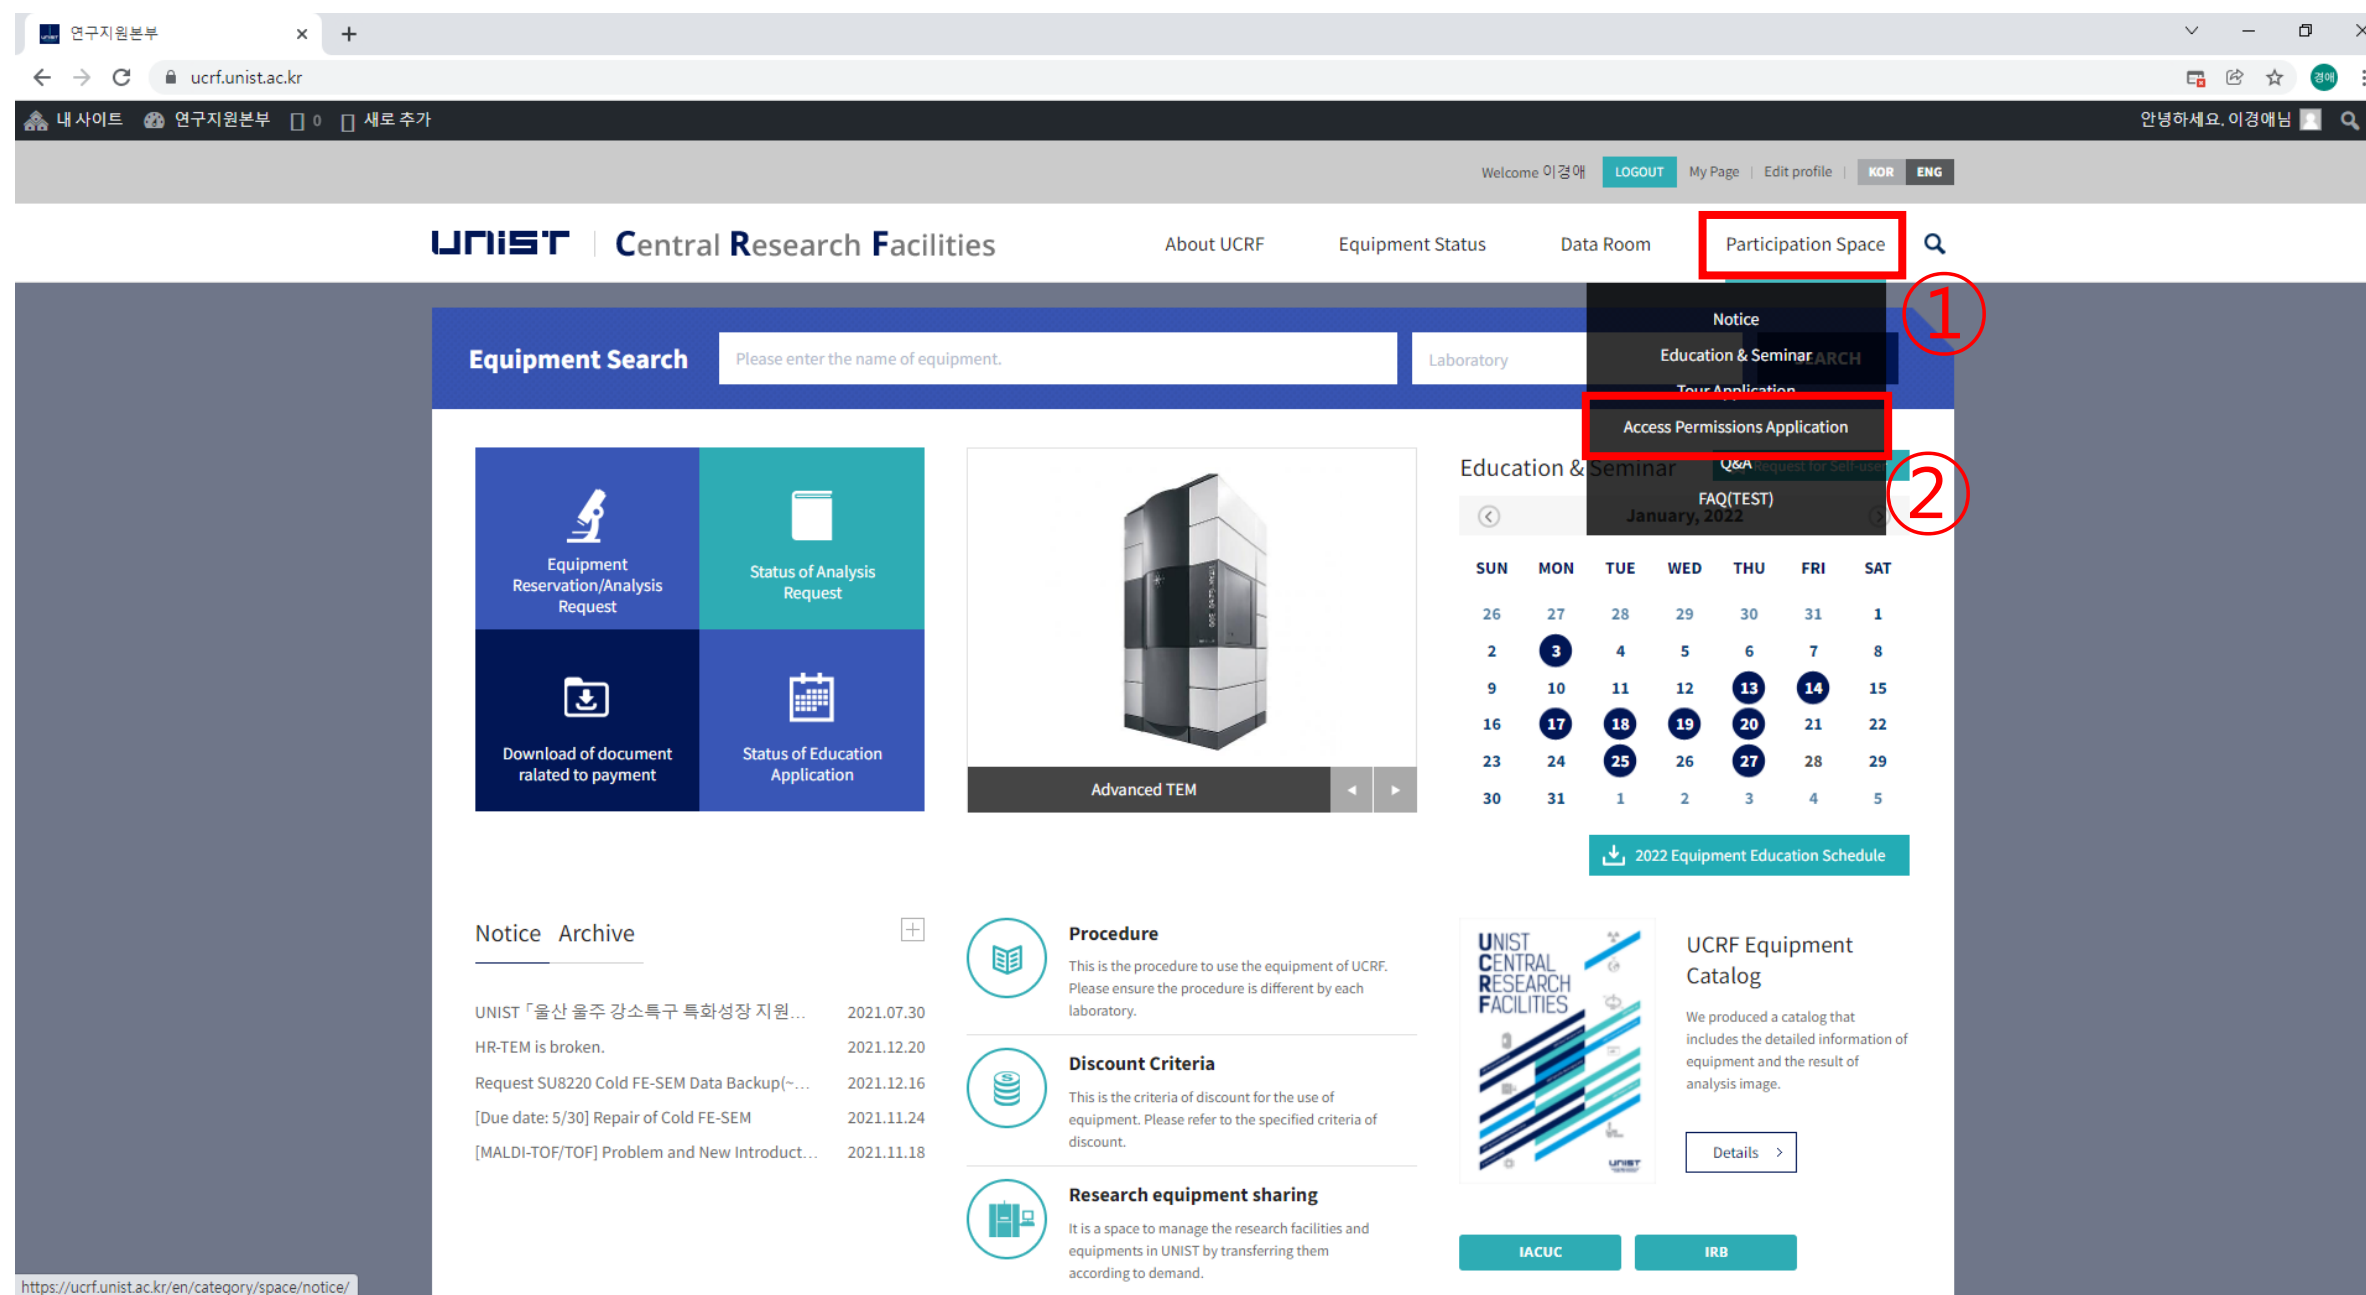 연구지원본부
ucrf.unist.ac.kr
경애
내 사이트 연구지원본부 0 새로 추가 안녕하세요, 이경애님
Welcome 이경애 LOGOUT My Page | Edit profile | KOR ENG
UNIST Central Research Facilities About UCRF Equipment Status Data Room Participation Space
①
Notice
Education & Seminar
Tour Application
Access Permissions Application
Q&A
FAQ(TEST)
②
Equipment Search Please enter the name of equipment. Laboratory SEARCH
Equipment
Reservation/Analysis
Request
Status of Analysis
Request
Download of document
ralated to payment
Status of Education
Application
Advanced TEM
Education & Seminar Request for Self-user
January, 2022
SUN MON TUE WED THU FRI SAT
26 27 28 29 30 31 1
2 3 4 5 6 7 8
9 10 11 12 13 14 15
16 17 18 19 20 21 22
23 24 25 26 27 28 29
30 31 1 2 3 4 5
2022 Equipment Education Schedule
Notice Archive
UNIST 「울산 울주 강소특구 특화성장 지원... 2021.07.30
HR-TEM is broken. 2021.12.20
Request SU8220 Cold FE-SEM Data Backup(~... 2021.12.16
[Due date: 5/30] Repair of Cold FE-SEM 2021.11.24
[MALDI-TOF/TOF] Problem and New Introduct... 2021.11.18
Procedure
This is the procedure to use the equipment of UCRF.
Please ensure the procedure is different by each
laboratory.
Discount Criteria
This is the criteria of discount for the use of
equipment. Please refer to the specified criteria of
discount.
Research equipment sharing
It is a space to manage the research facilities and
equipments in UNIST by transferring them
according to demand.
UNIST
CENTRAL
RESEARCH
FACILITIES
UNIST
UCRF Equipment
Catalog
We produced a catalog that
includes the detailed information of
equipment and the result of
analysis image.
Details >
IACUC IRB
https://ucrf.unist.ac.kr/en/category/space/notice/